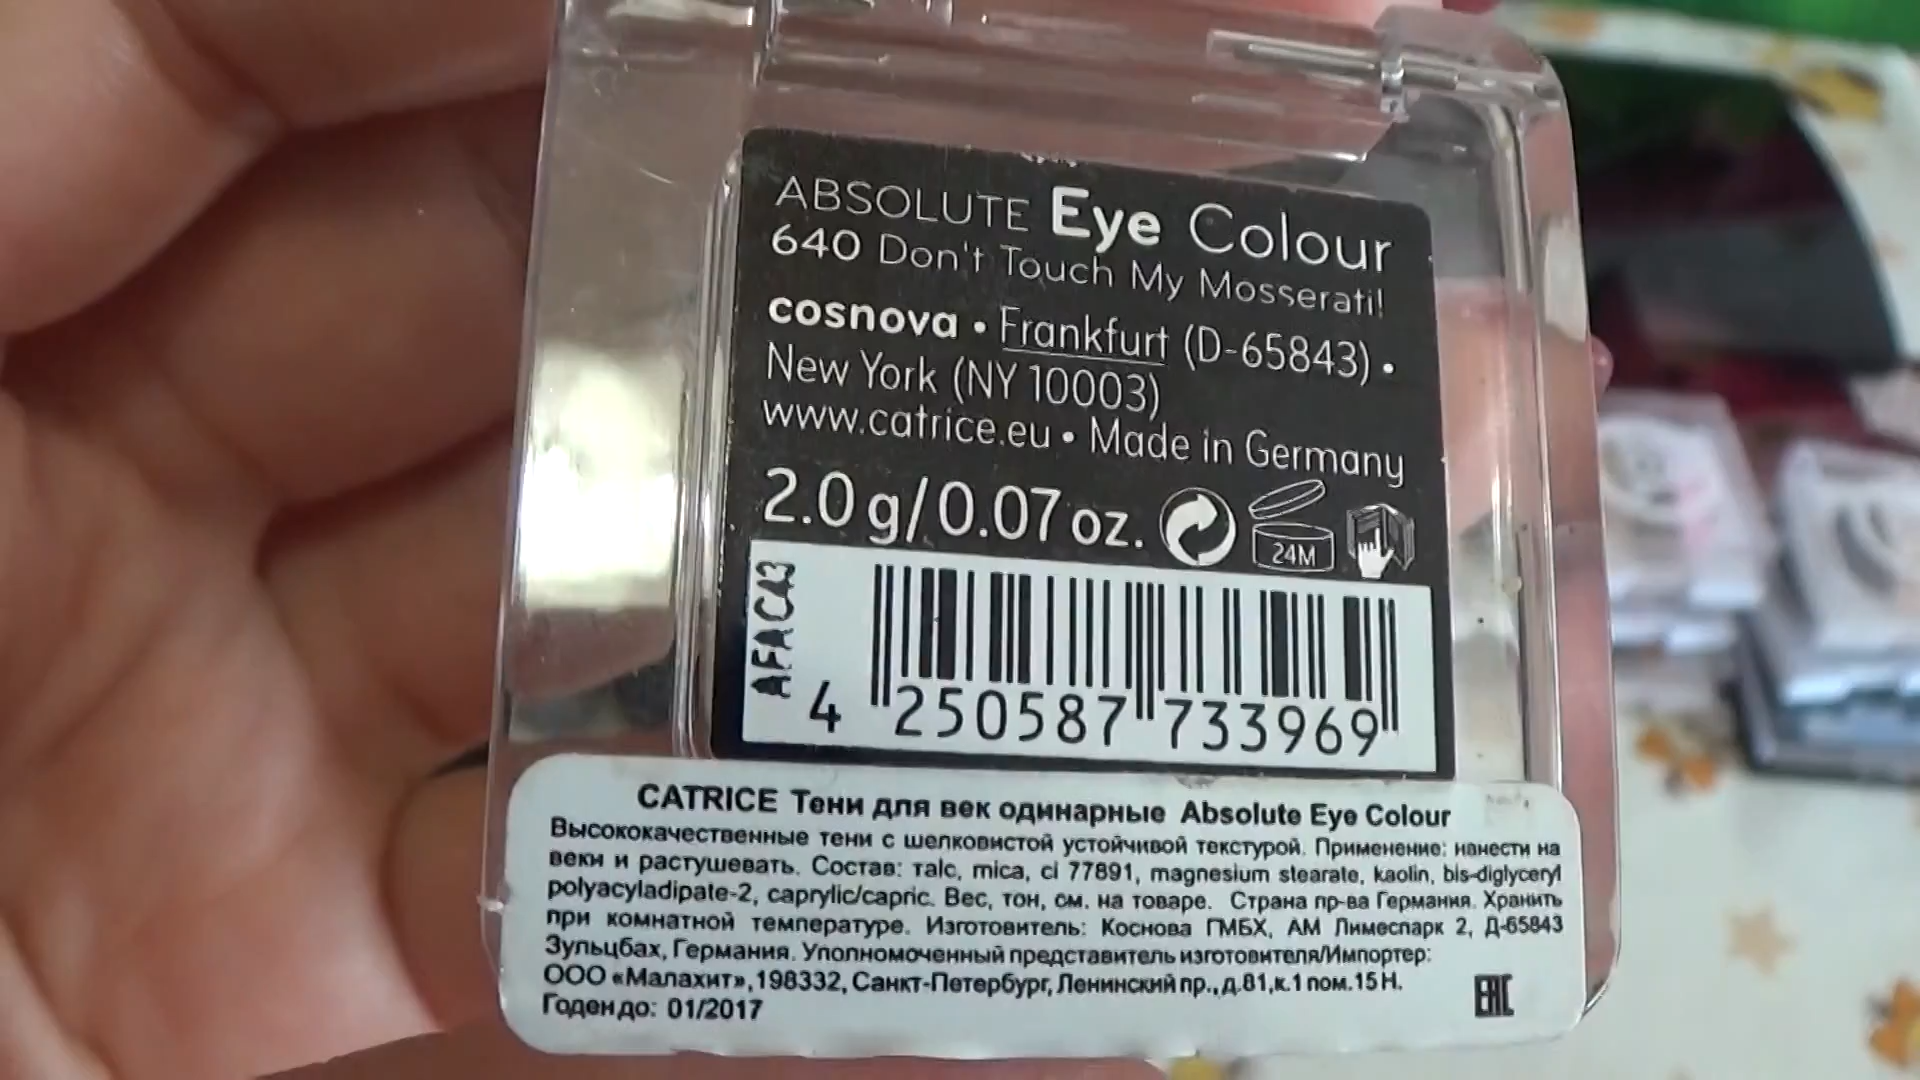 ABSOLUTE Eye Colour
640 Don't Touch My Mosserati!
cosnova • Frankfurt (D-65843) •
New York (NY 10003)
www.catrice.eu • Made in Germany
2.0 g/0.07 oz.
24M
AFAC43
4 250587 733969
CATRICE Тени для век одинарные Absolute Eye Colour
Высококачественные тени с шелковистой устойчивой текстурой. Применение: нанести на
веки и растушевать. Состав: talc, mica, ci 77891, magnesium stearate, kaolin, bis-diglyceryl
polyacyladipate-2, caprylic/capric. Вес, тон, см. на товаре. Страна пр-ва Германия. Хранить
при комнатной температуре. Изготовитель: Коснова ГМБХ, АМ Лимеспарк 2, Д-65843
Зульцбах, Германия. Уполномоченный представитель изготовителя/Импортер:
ООО «Малахит», 198332, Санкт-Петербург, Ленинский пр., д.81, к.1 пом.15 Н.
Годен до: 01/2017
EAC